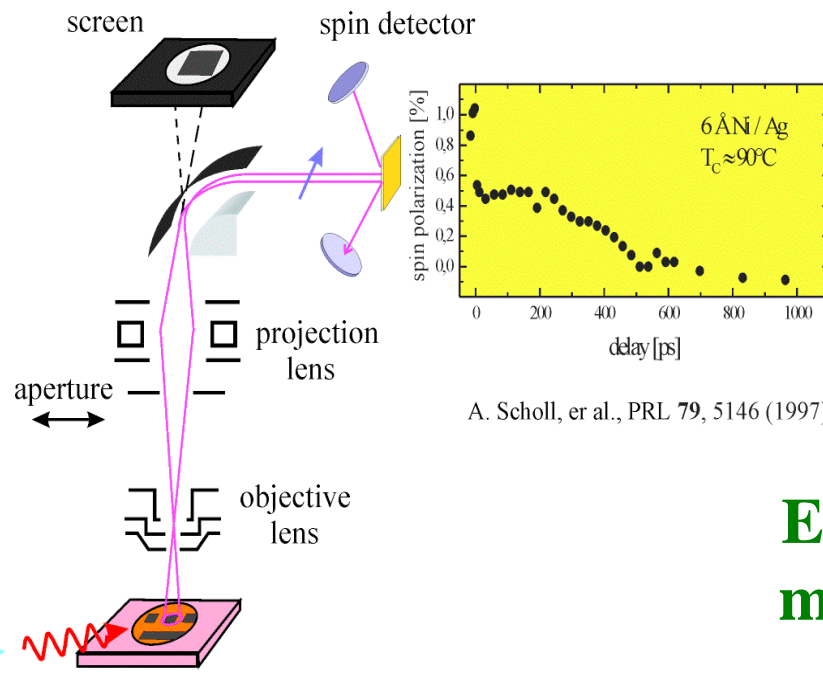 screen
spin detector
6 ÅNi / Ag
T_C≈90°C
spin polarization [%]
1,0
0,8
0,6
0,4
0,2
0,0
0
200
400
600
800
1000
delay [ps]
A. Scholl, er al., PRL 79, 5146 (1997)
projection
lens
aperture
objective
lens
E
m